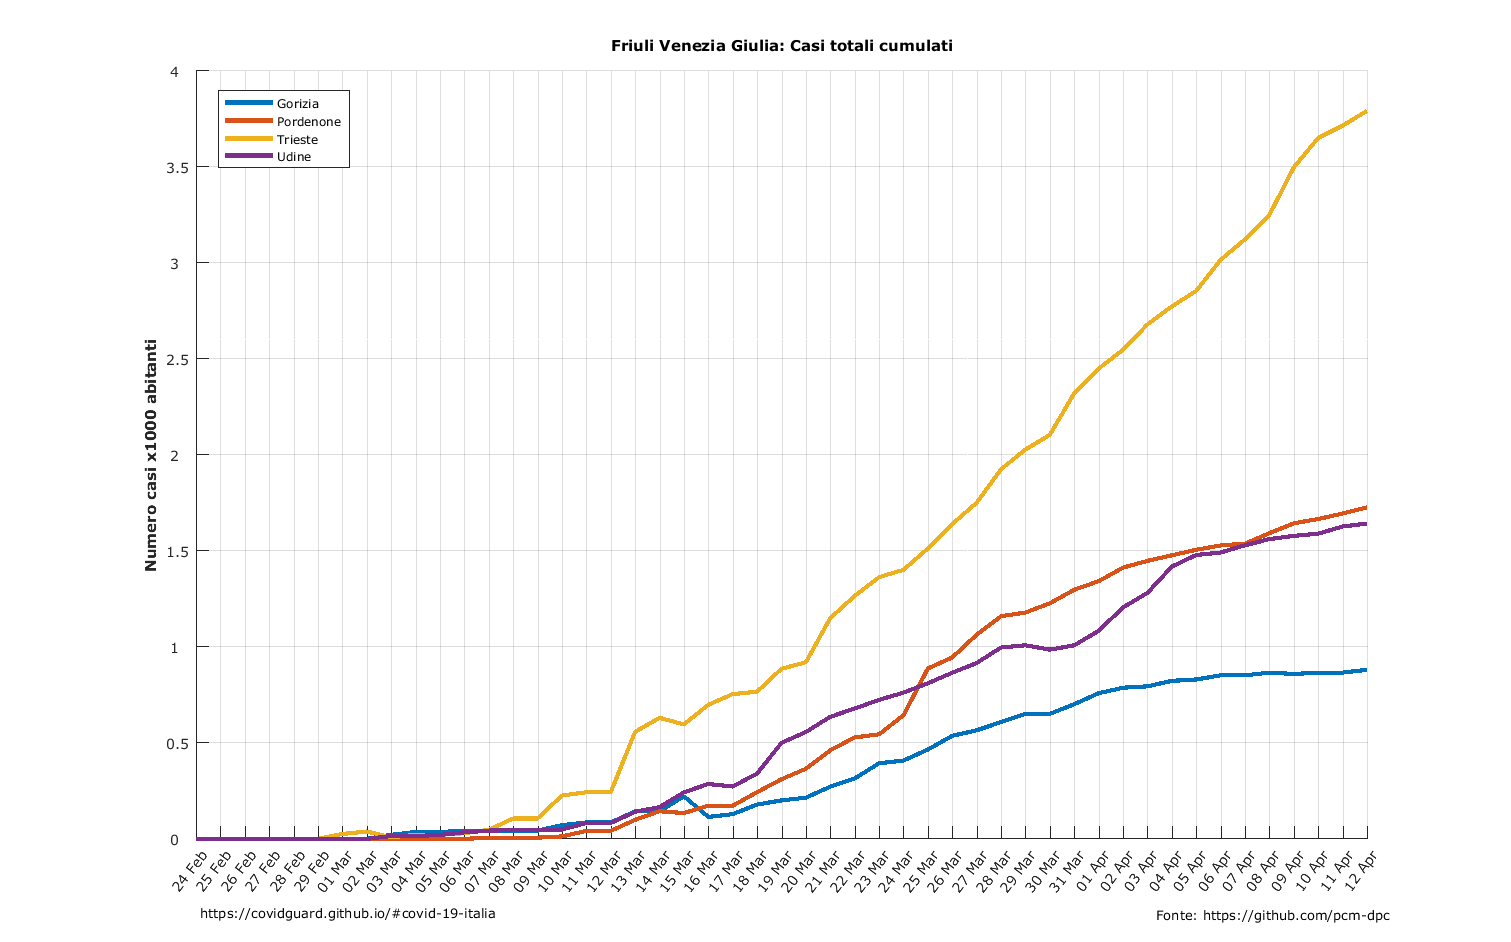 Friuli Venezia Giulia: Casi totali cumulati
4
3.5
3
2.5
2
1.5
1
0.5
0
Numero casi x1000 abitanti
Gorizia
Pordenone
Trieste
Udine
24 Feb
25 Feb
26 Feb
27 Feb
28 Feb
29 Feb
01 Mar
02 Mar
03 Mar
04 Mar
05 Mar
06 Mar
07 Mar
08 Mar
09 Mar
10 Mar
11 Mar
12 Mar
13 Mar
14 Mar
15 Mar
16 Mar
17 Mar
18 Mar
19 Mar
20 Mar
21 Mar
22 Mar
23 Mar
24 Mar
25 Mar
26 Mar
27 Mar
28 Mar
29 Mar
30 Mar
31 Mar
01 Apr
02 Apr
03 Apr
04 Apr
05 Apr
06 Apr
07 Apr
08 Apr
09 Apr
10 Apr
11 Apr
12 Apr
https://covidguard.github.io/#covid-19-italia
Fonte: https://github.com/pcm-dpc